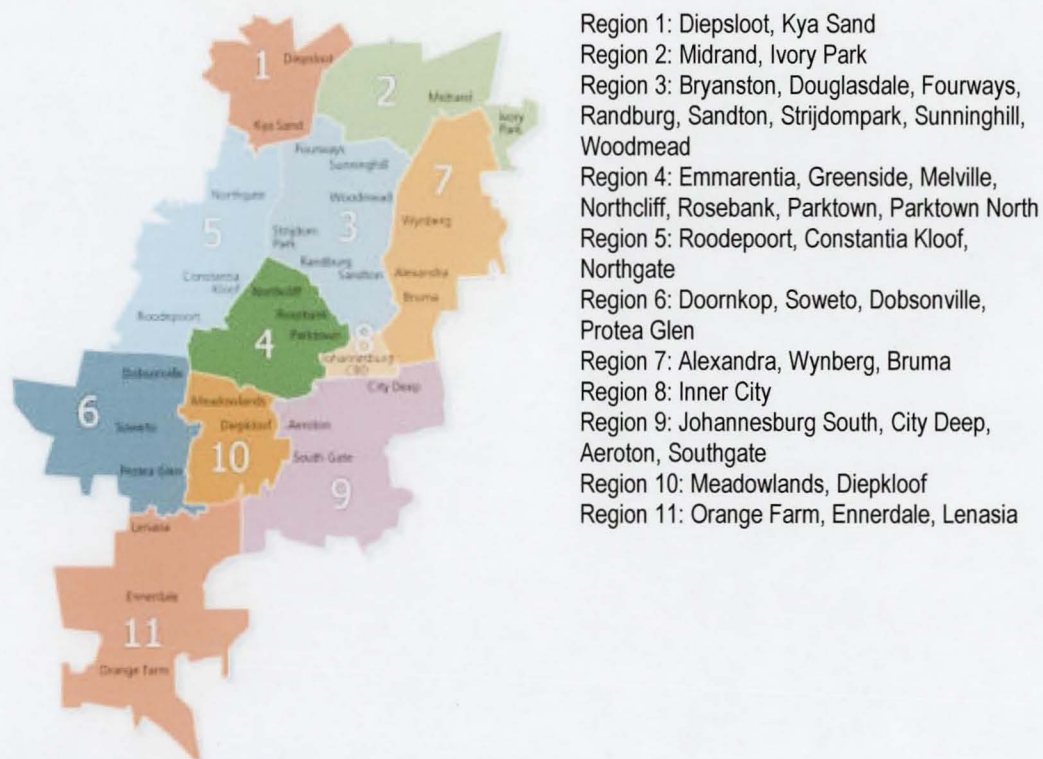 1
Diepsloot
2
Midrand
Ivory
Park
Kya Sand
Fourways
Sunninghill
7
Northgate
Woodmead
3
Wynberg
5
Strijdom
Park
Randburg
Sandton
Alexandra
Constantia
Kloof
Northcliff
Bruma
Roodepoort
Rosebank
Parktown
8
4
Johannesburg
CBD
Dobsonville
City Deep
6
Meadowlands
Soweto
Diepkloof
Aeroton
10
South Gate
Protea Glen
9
Lenasia
Ennerdale
11
Orange Farm
Region 1: Diepsloot, Kya Sand
Region 2: Midrand, Ivory Park
Region 3: Bryanston, Douglasdale, Fourways,
Randburg, Sandton, Strijdompark, Sunninghill,
Woodmead
Region 4: Emmarentia, Greenside, Melville,
Northcliff, Rosebank, Parktown, Parktown North
Region 5: Roodepoort, Constantia Kloof,
Northgate
Region 6: Doornkop, Soweto, Dobsonville,
Protea Glen
Region 7: Alexandra, Wynberg, Bruma
Region 8: Inner City
Region 9: Johannesburg South, City Deep,
Aeroton, Southgate
Region 10: Meadowlands, Diepkloof
Region 11: Orange Farm, Ennerdale, Lenasia